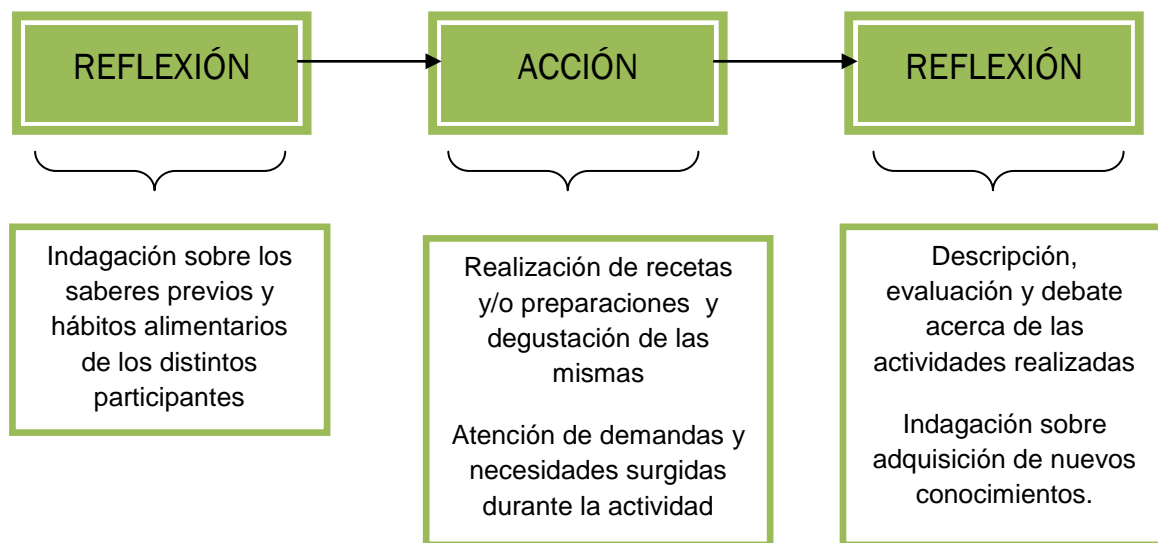 REFLEXIÓN
ACCIÓN
REFLEXIÓN
Indagación sobre los
saberes previos y
hábitos alimentarios
de los distintos
participantes
Realización de recetas
y/o preparaciones y
degustación de las
mismas
Atención de demandas y
necesidades surgidas
durante la actividad
Descripción,
evaluación y debate
acerca de las
actividades realizadas
Indagación sobre
adquisición de nuevos
conocimientos.